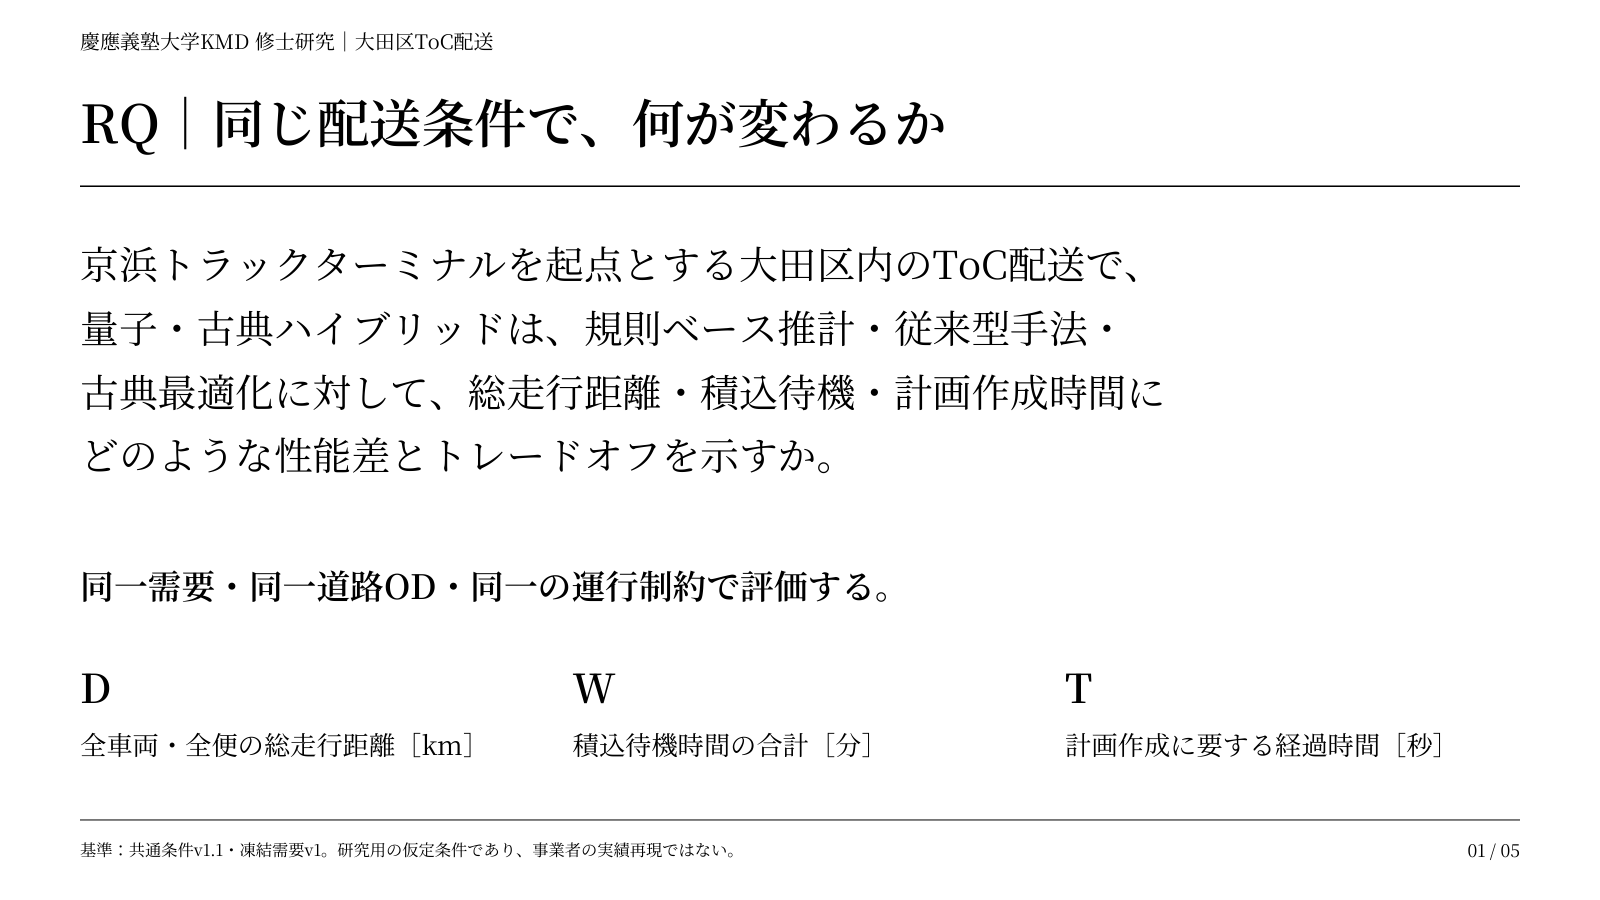 慶應義塾大学KMD 修士研究｜大田区ToC配送
RQ｜同じ配送条件で、何が変わるか
京浜トラックターミナルを起点とする大田区内のToC配送で、
量子・古典ハイブリッドは、規則ベース推計・従来型手法・
古典最適化に対して、総走行距離・積込待機・計画作成時間に
どのような性能差とトレードオフを示すか。
同一需要・同一道路OD・同一の運行制約で評価する。
D
全車両・全便の総走行距離［km］
W
積込待機時間の合計［分］
T
計画作成に要する経過時間［秒］
基準：共通条件v1.1・凍結需要v1。研究用の仮定条件であり、事業者の実績再現ではない。
01 / 05